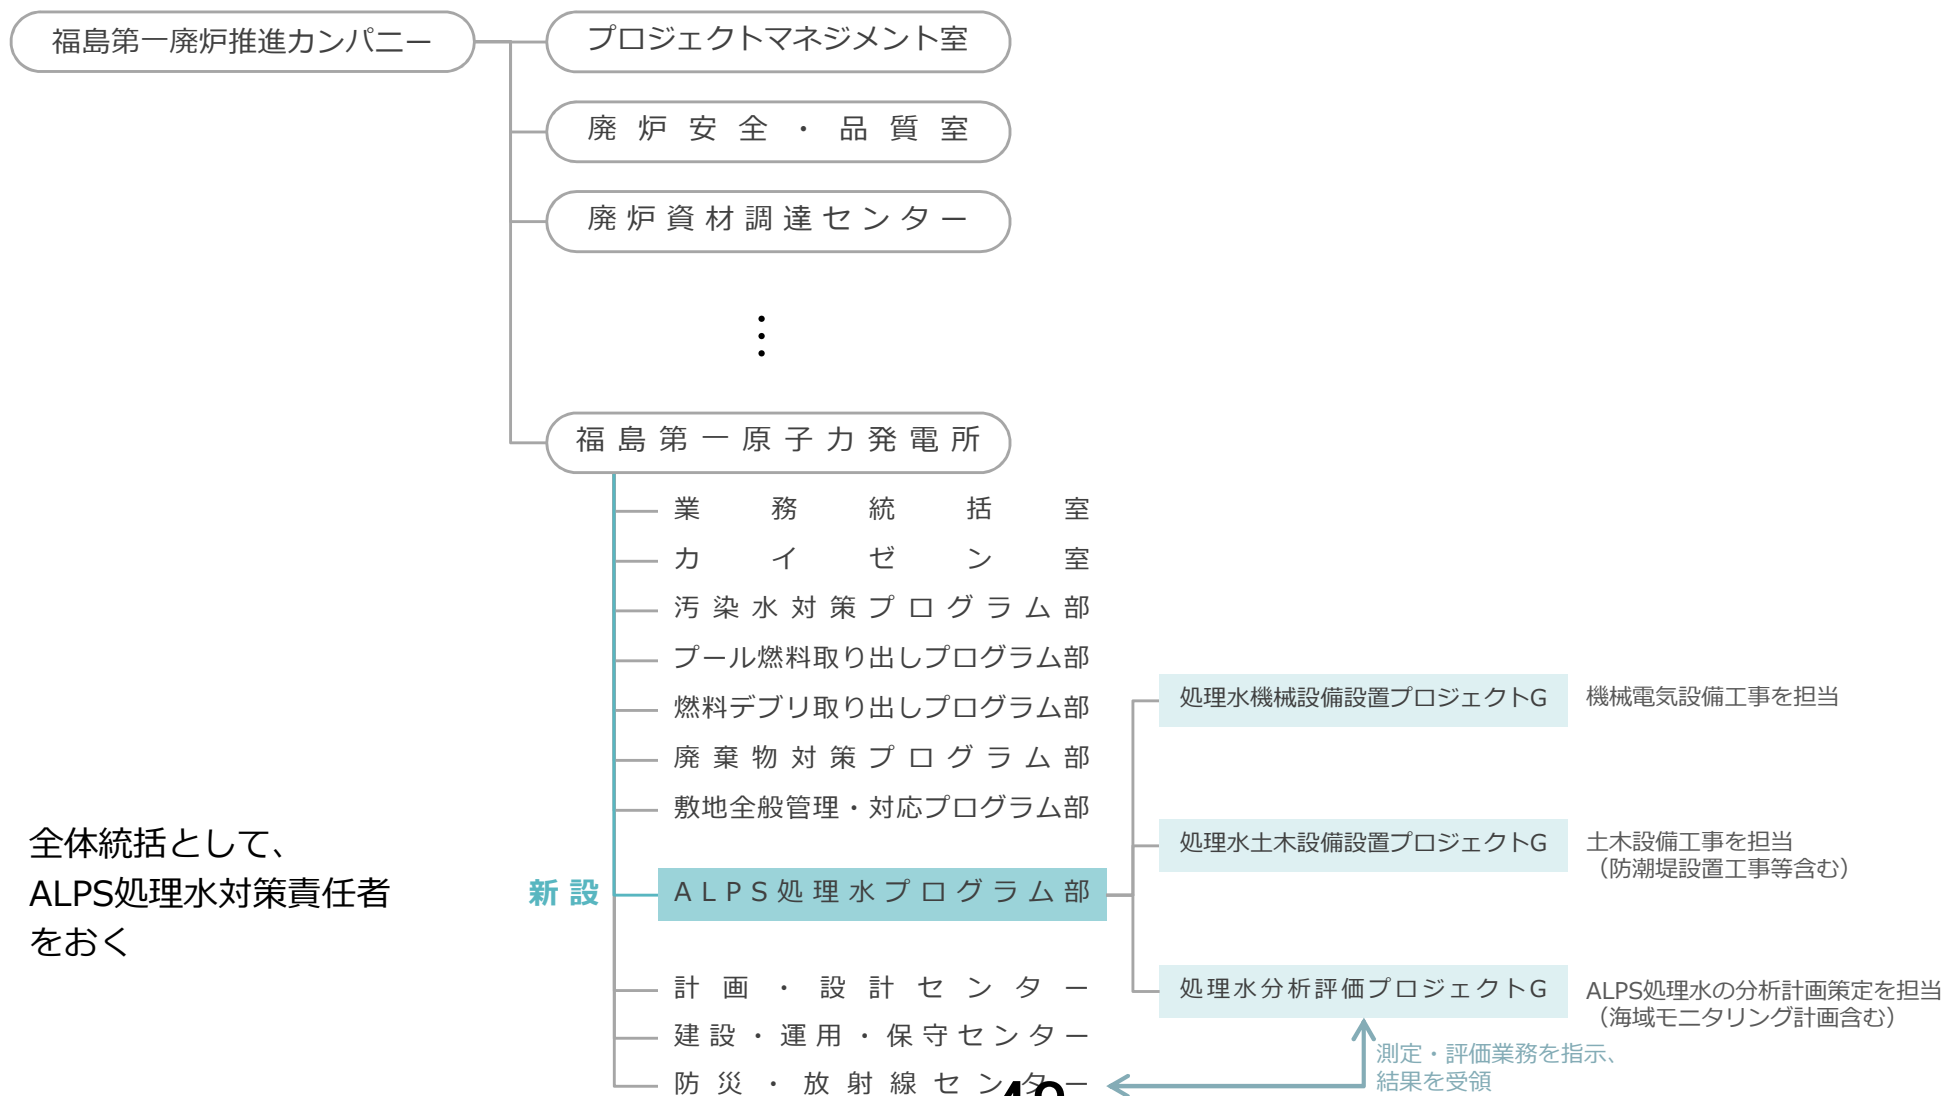 福島第一廃炉推進カンパニー
プロジェクトマネジメント室
廃炉安全・品質室
廃炉資材調達センター
⋮
福島第一原子力発電所
業務統括室
カイゼン室
汚染水対策プログラム部
プール燃料取り出しプログラム部
燃料デブリ取り出しプログラム部
廃棄物対策プログラム部
敷地全般管理・対応プログラム部
新設
ALPS処理水プログラム部
計画・設計センター
建設・運用・保守センター
防災・放射線センター
処理水機械設備設置プロジェクトG
機械電気設備工事を担当
処理水土木設備設置プロジェクトG
土木設備工事を担当
（防潮堤設置工事等含む）
処理水分析評価プロジェクトG
ALPS処理水の分析計画策定を担当
（海域モニタリング計画含む）
測定・評価業務を指示、
結果を受領
全体統括として、
ALPS処理水対策責任者
をおく